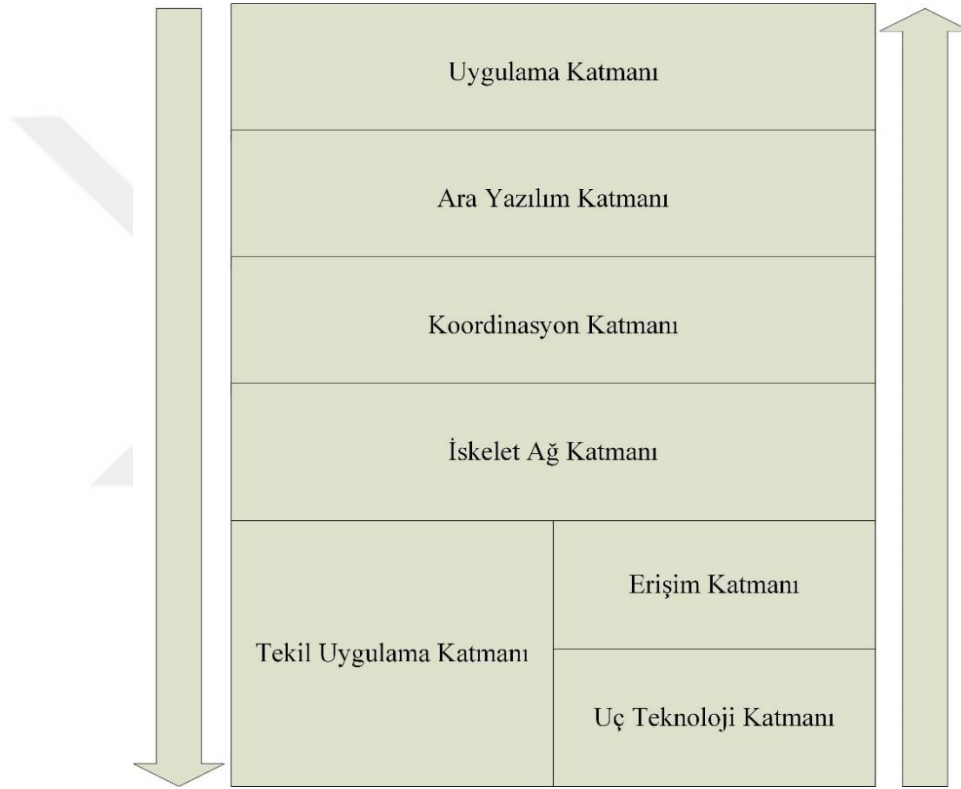 Uygulama Katmanı
Ara Yazılım Katmanı
Koordinasyon Katmanı
İskelet Ağ Katmanı
Tekil Uygulama Katmanı
Erişim Katmanı
Uç Teknoloji Katmanı